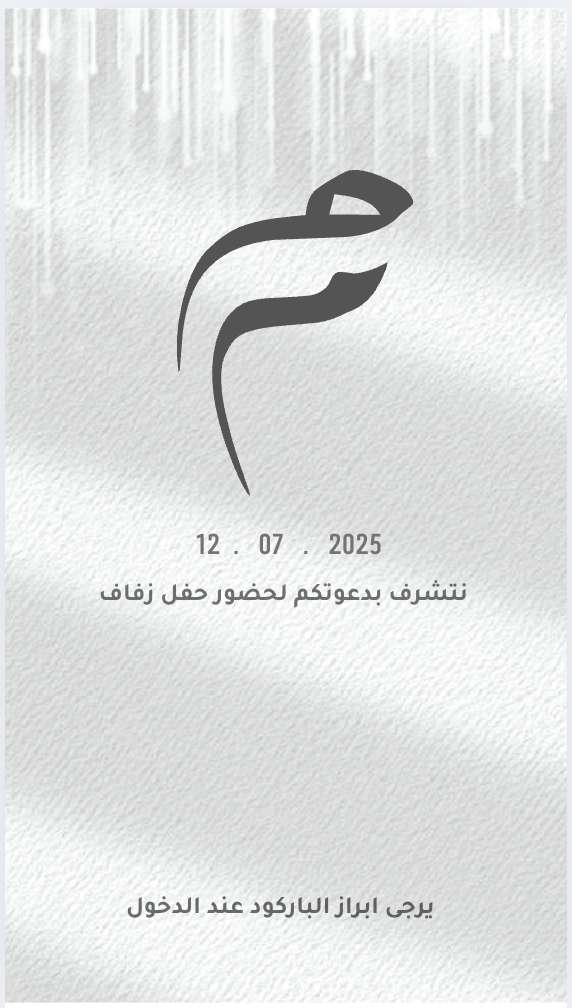 م
12 . 07 . 2025
نتشرف بدعوتكم لحضور حفل زفاف
يرجى ابراز الباركود عند الدخول